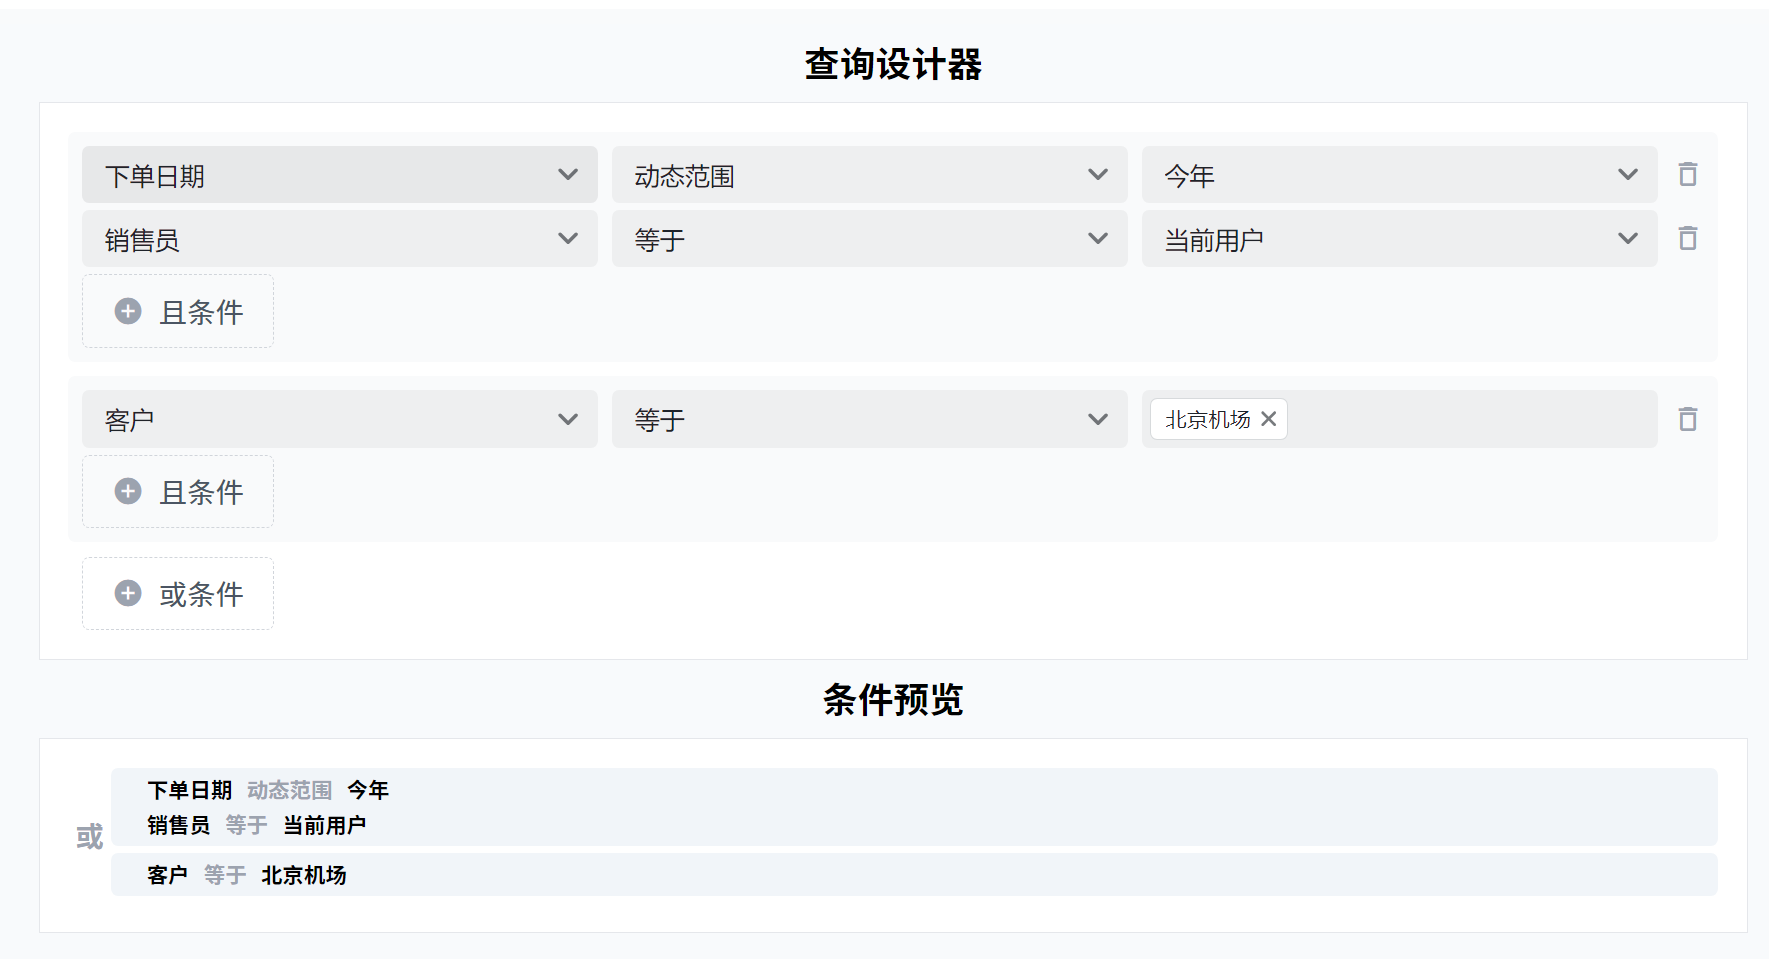 查询设计器
下单日期 动态范围 今年
销售员 等于 当前用户
且条件
客户 等于 北京机场
且条件
或条件
条件预览
下单日期 动态范围 今年
销售员 等于 当前用户
或
客户 等于 北京机场